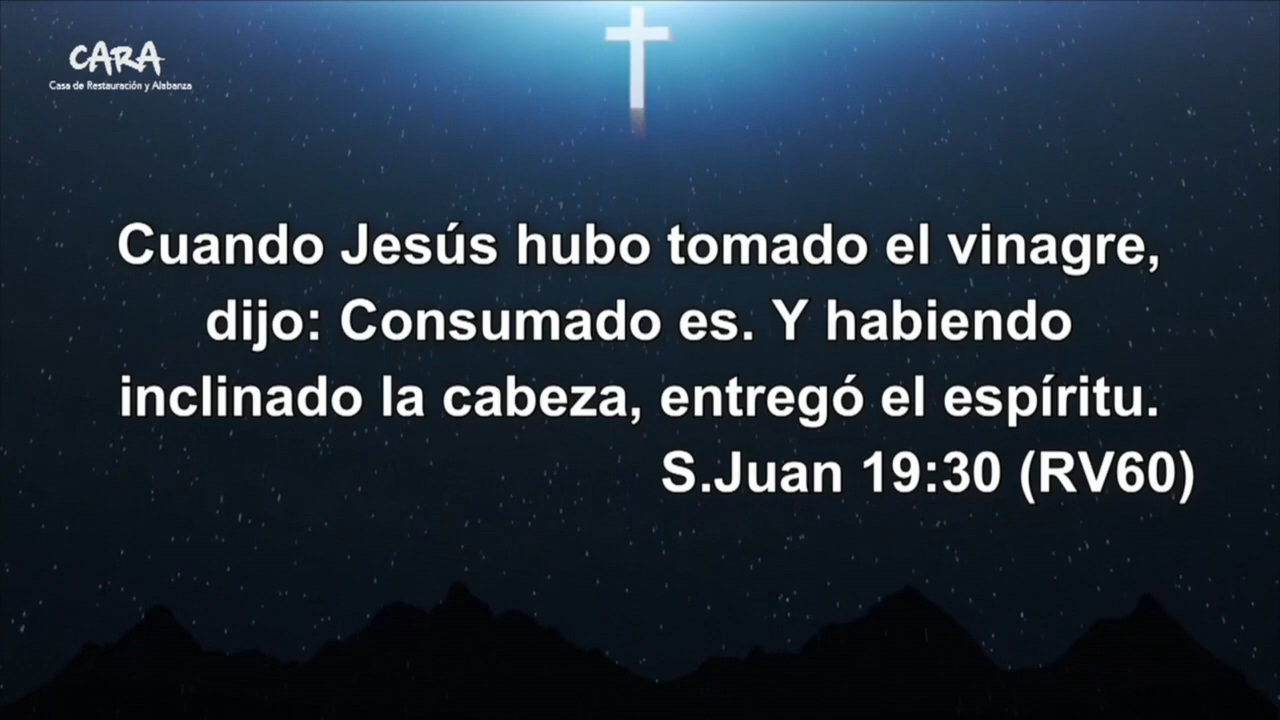 CARA
Casa de Restauración y Alabanza
Cuando Jesús hubo tomado el vinagre,
dijo: Consumado es. Y habiendo
inclinado la cabeza, entregó el espíritu.
S.Juan 19:30 (RV60)